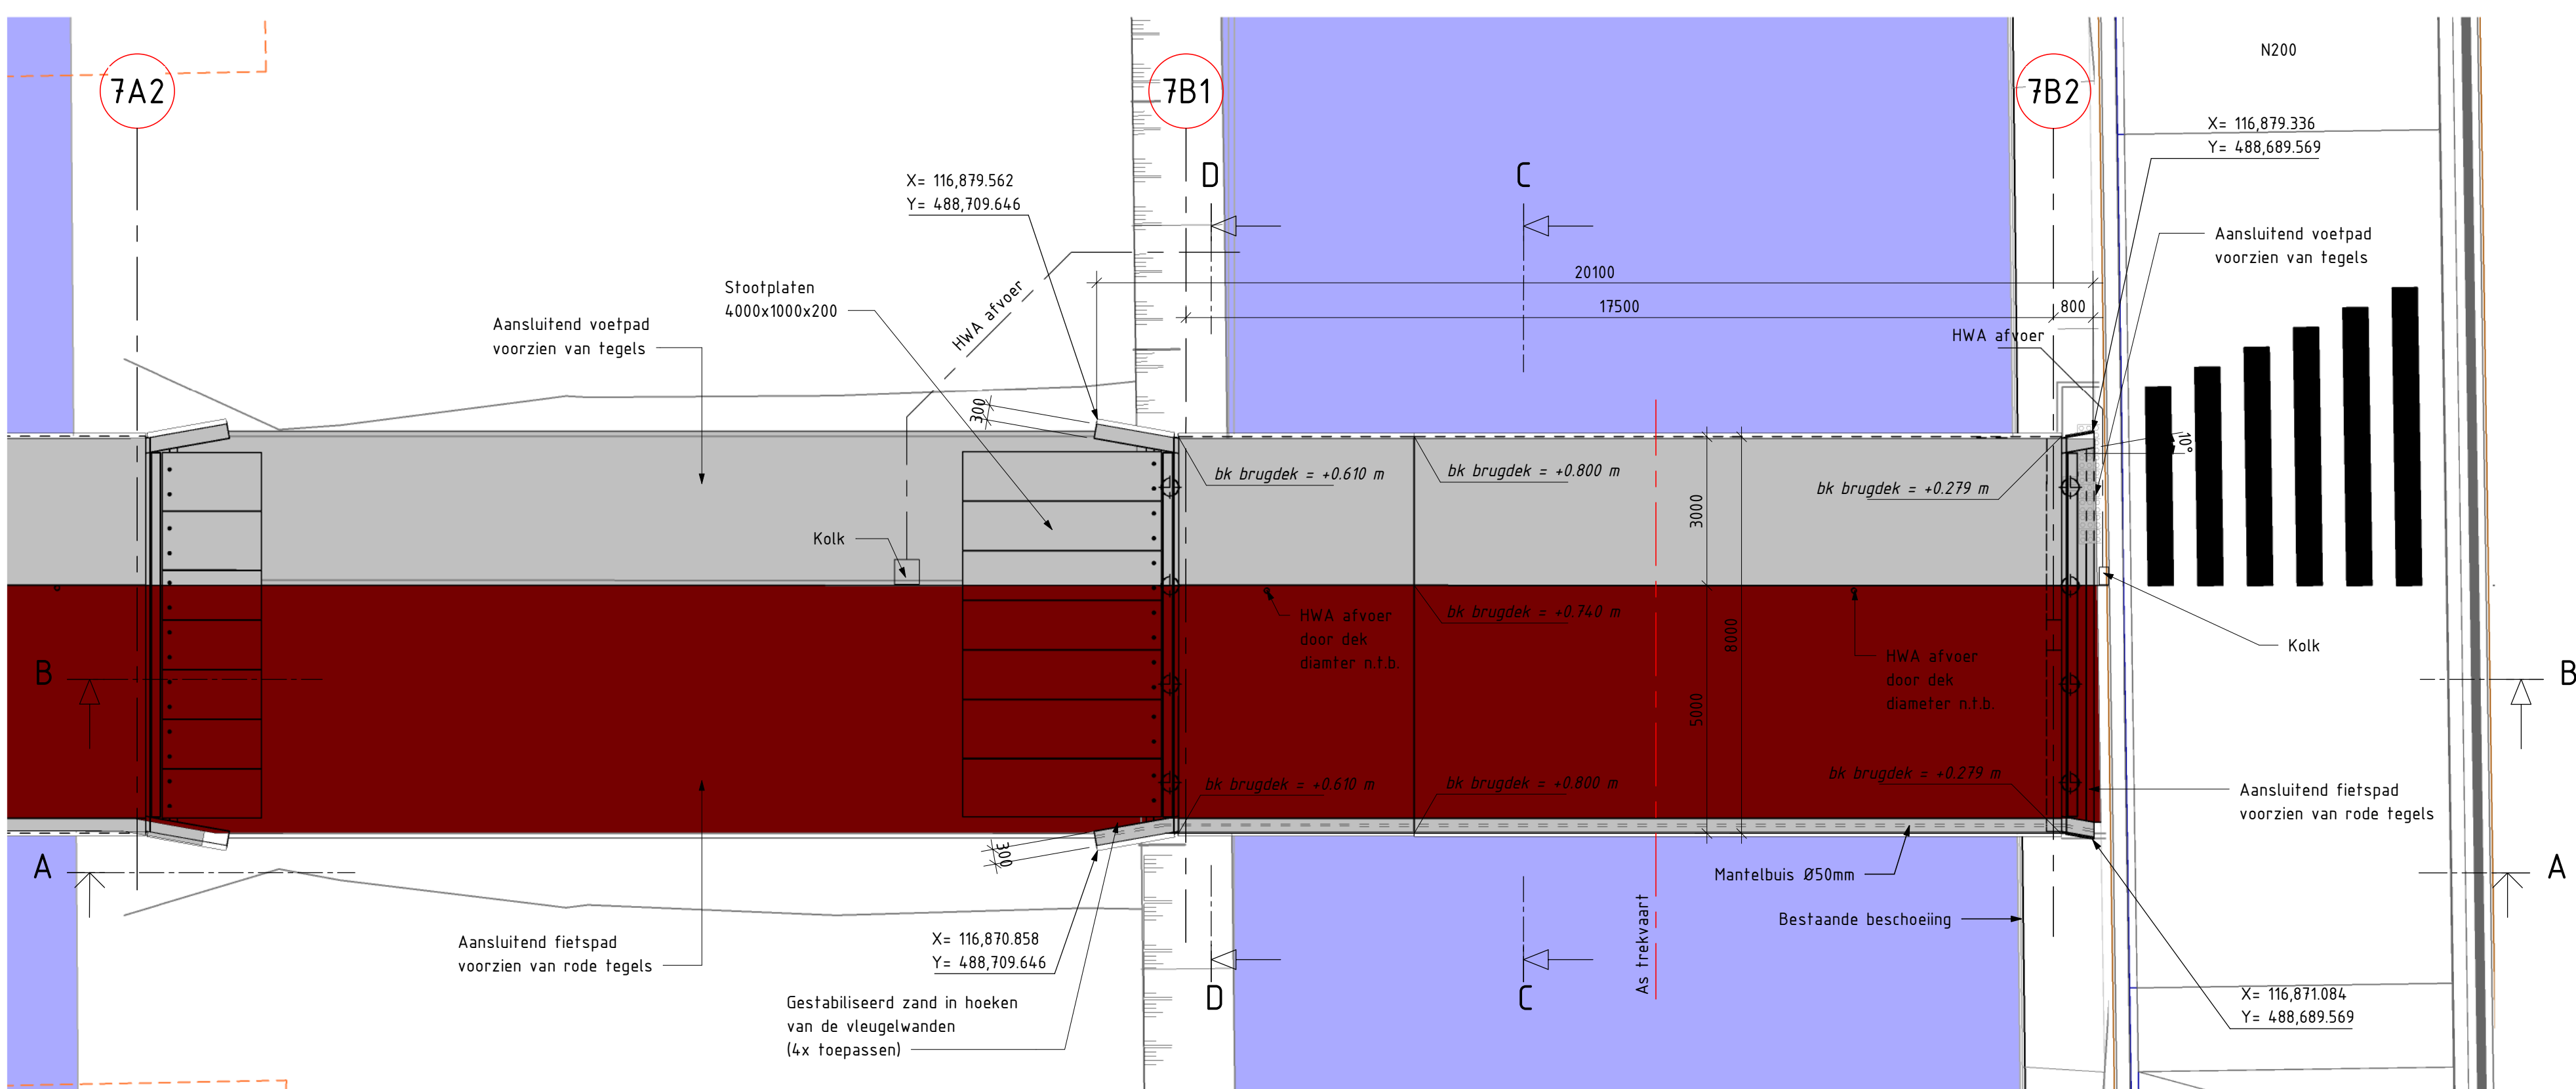 7A2
7B1
7B2
N200
X= 116,879.336
Y= 488,689.569
D
C
X= 116,879.562
Y= 488,709.646
Aansluitend voetpad
voorzien van tegels
20100
17500
800
HWA afvoer
Stootplaten
4000x1000x200
HWA afvoer
Aansluitend voetpad
voorzien van tegels
300
10°
bk brugdek = +0.610 m
bk brugdek = +0.800 m
bk brugdek = +0.279 m
3000
Kolk
HWA afvoer
door dek
diamter n.t.b.
bk brugdek = +0.740 m
8000
HWA afvoer
door dek
diameter n.t.b.
Kolk
B
B
5000
bk brugdek = +0.610 m
bk brugdek = +0.800 m
bk brugdek = +0.279 m
Aansluitend fietspad
voorzien van rode tegels
300
A
A
Mantelbuis Ø50mm
Bestaande beschoeiing
As trekvaart
Aansluitend fietspad
voorzien van rode tegels
X= 116,870.858
Y= 488,709.646
D
C
X= 116,871.084
Y= 488,689.569
Gestabiliseerd zand in hoeken
van de vleugelwanden
(4x toepassen)